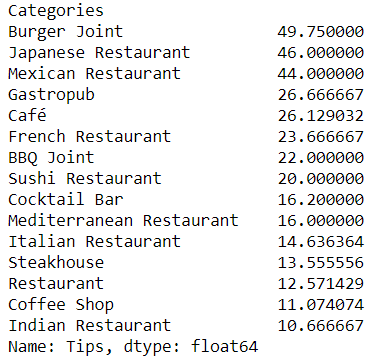 Categories
Burger Joint 49.750000
Japanese Restaurant 46.000000
Mexican Restaurant 44.000000
Gastropub 26.666667
Café 26.129032
French Restaurant 23.666667
BBQ Joint 22.000000
Sushi Restaurant 20.000000
Cocktail Bar 16.200000
Mediterranean Restaurant 16.000000
Italian Restaurant 14.636364
Steakhouse 13.555556
Restaurant 12.571429
Coffee Shop 11.074074
Indian Restaurant 10.666667
Name: Tips, dtype: float64